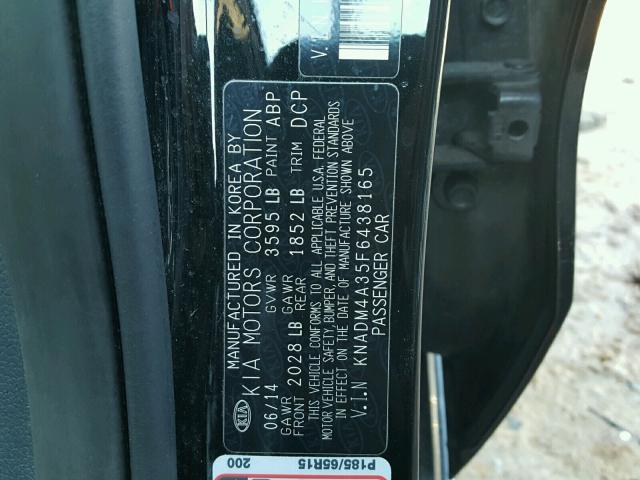 V.I.N
MANUFACTURED IN KOREA BY
KIA KIA MOTORS CORPORATION
06/14 GVWR 3595 LB PAINT ABP
GAWR FRONT 2028 LB GAWR REAR 1852 LB TRIM DCP
THIS VEHICLE CONFORMS TO ALL APPLICABLE U.S.A. FEDERAL
MOTOR VEHICLE SAFETY, BUMPER, AND THEFT PREVENTION STANDARDS
IN EFFECT ON THE DATE OF MANUFACTURE SHOWN ABOVE
V.I.N KNADM4A35F6438165
PASSENGER CAR
P185/65R15
200